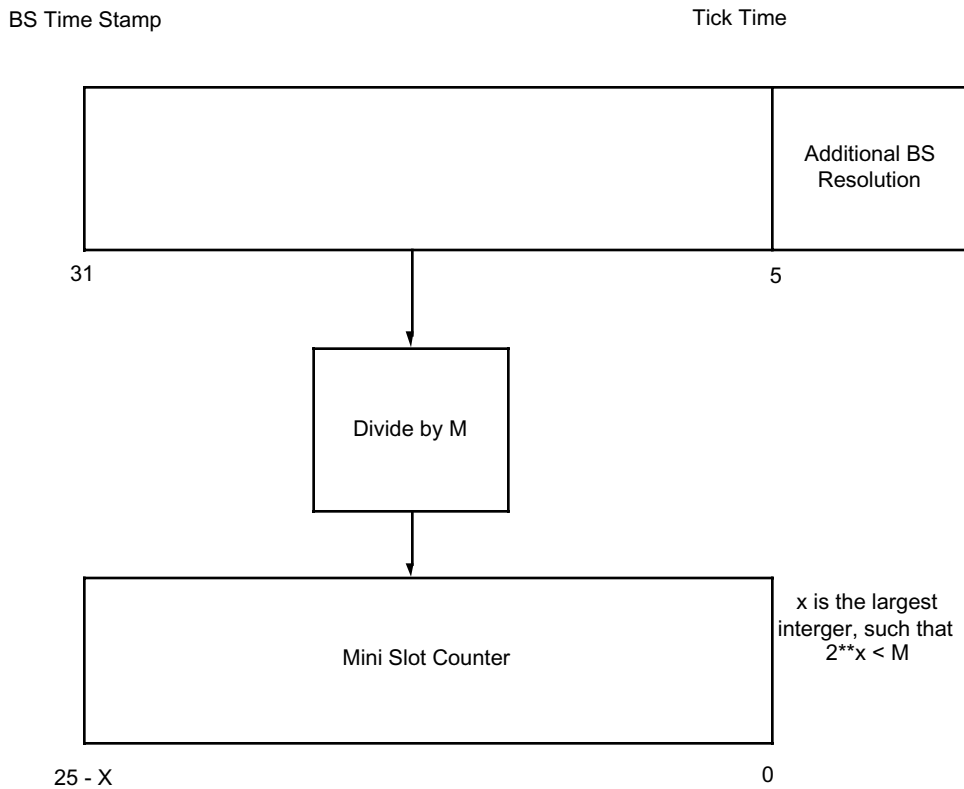 BS Time Stamp
Tick Time
Additional BS
Resolution
31
5
Divide by M
Mini Slot Counter
x is the largest
interger, such that
2**x < M
25 - X
0